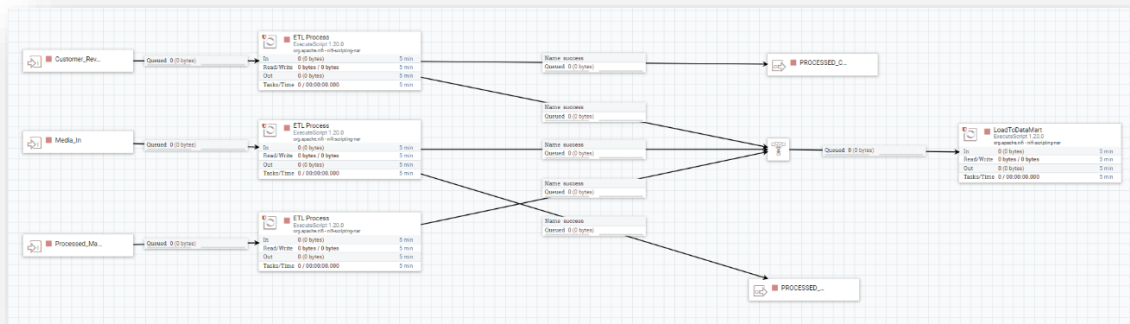 Customer_Rev...
Queued 0 (0 bytes)
ETL Process
ExecuteScript 1.20.0
org.apache.nifi - nifi-scripting-nar
In 0 (0 bytes) 5 min
Read/Write 0 bytes / 0 bytes 5 min
Out 0 (0 bytes) 5 min
Tasks/Time 0 / 00:00:00.000 5 min
Name success
Queued 0 (0 bytes)
PROCESSED_C...
Name success
Queued 0 (0 bytes)
Media_In
Queued 0 (0 bytes)
ETL Process
ExecuteScript 1.20.0
org.apache.nifi - nifi-scripting-nar
In 0 (0 bytes) 5 min
Read/Write 0 bytes / 0 bytes 5 min
Out 0 (0 bytes) 5 min
Tasks/Time 0 / 00:00:00.000 5 min
Name success
Queued 0 (0 bytes)
Queued 0 (0 bytes)
LoadToDataMart
ExecuteScript 1.20.0
org.apache.nifi - nifi-scripting-nar
In 0 (0 bytes) 5 min
Read/Write 0 bytes / 0 bytes 5 min
Out 0 (0 bytes) 5 min
Tasks/Time 0 / 00:00:00.000 5 min
Name success
Queued 0 (0 bytes)
Processed_Ma...
Queued 0 (0 bytes)
ETL Process
ExecuteScript 1.20.0
org.apache.nifi - nifi-scripting-nar
In 0 (0 bytes) 5 min
Read/Write 0 bytes / 0 bytes 5 min
Out 0 (0 bytes) 5 min
Tasks/Time 0 / 00:00:00.000 5 min
Name success
Queued 0 (0 bytes)
PROCESSED_...